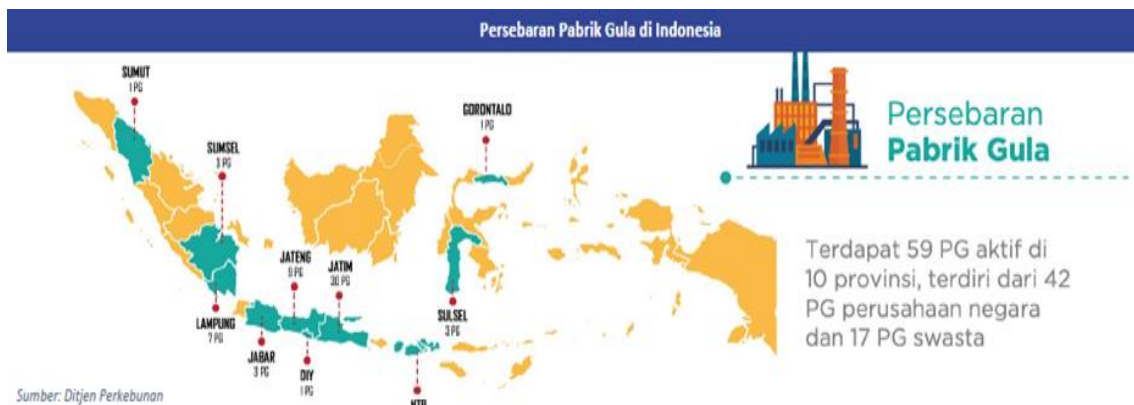 Persebaran Pabrik Gula di Indonesia
SUMUT
1 PG
SUMSEL
3 PG
GORONTALO
1 PG
JATENG
9 PG
JATIM
30 PG
LAMPUNG
7 PG
JABAR
3 PG
DIY
1 PG
SULSEL
3 PG
NTB
Persebaran
Pabrik Gula
Terdapat 59 PG aktif di
10 provinsi, terdiri dari 42
PG perusahaan negara
dan 17 PG swasta
Sumber: Ditjen Perkebunan